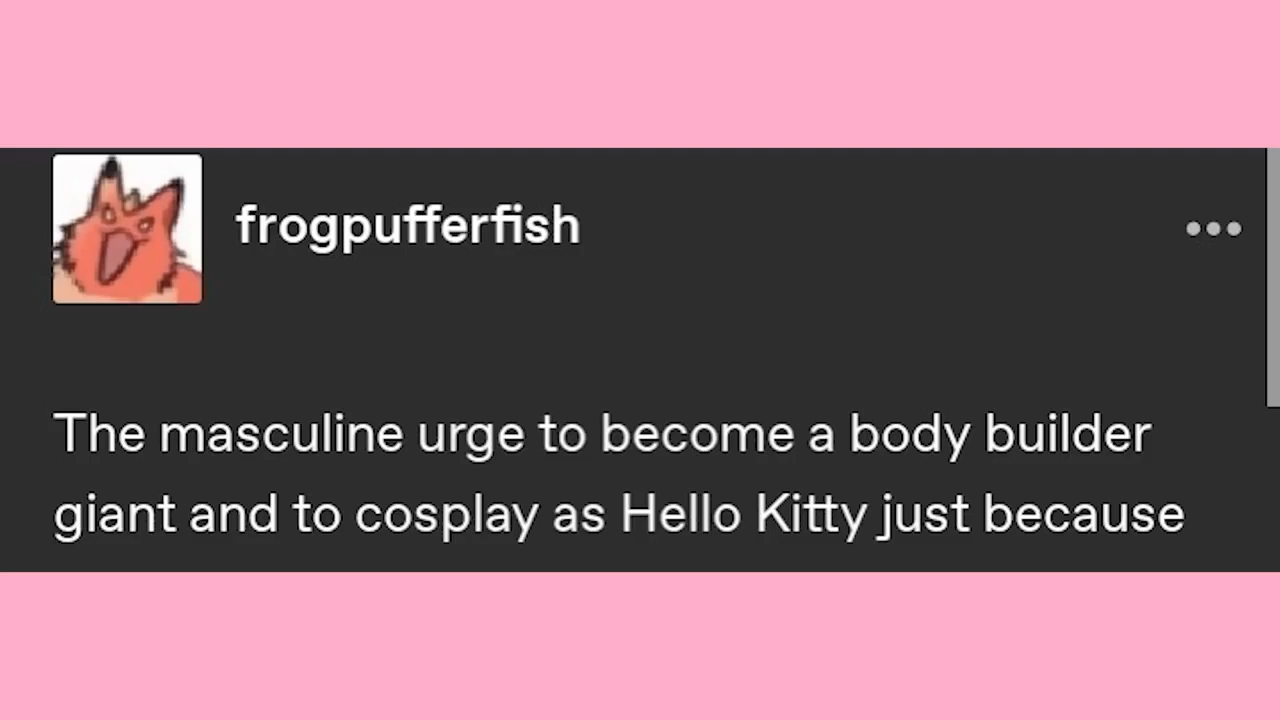 frogpufferfish
The masculine urge to become a body builder
giant and to cosplay as Hello Kitty just because